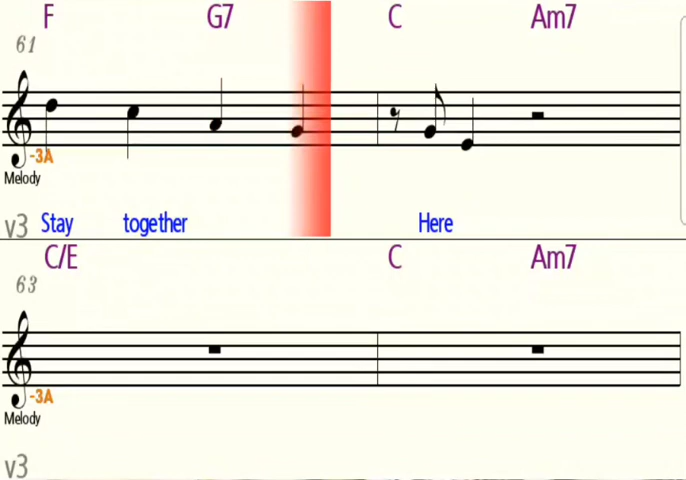 F G7 C Am7
61
-3A
Melody
v3 Stay together Here
C/E C Am7
63
-3A
Melody
v3